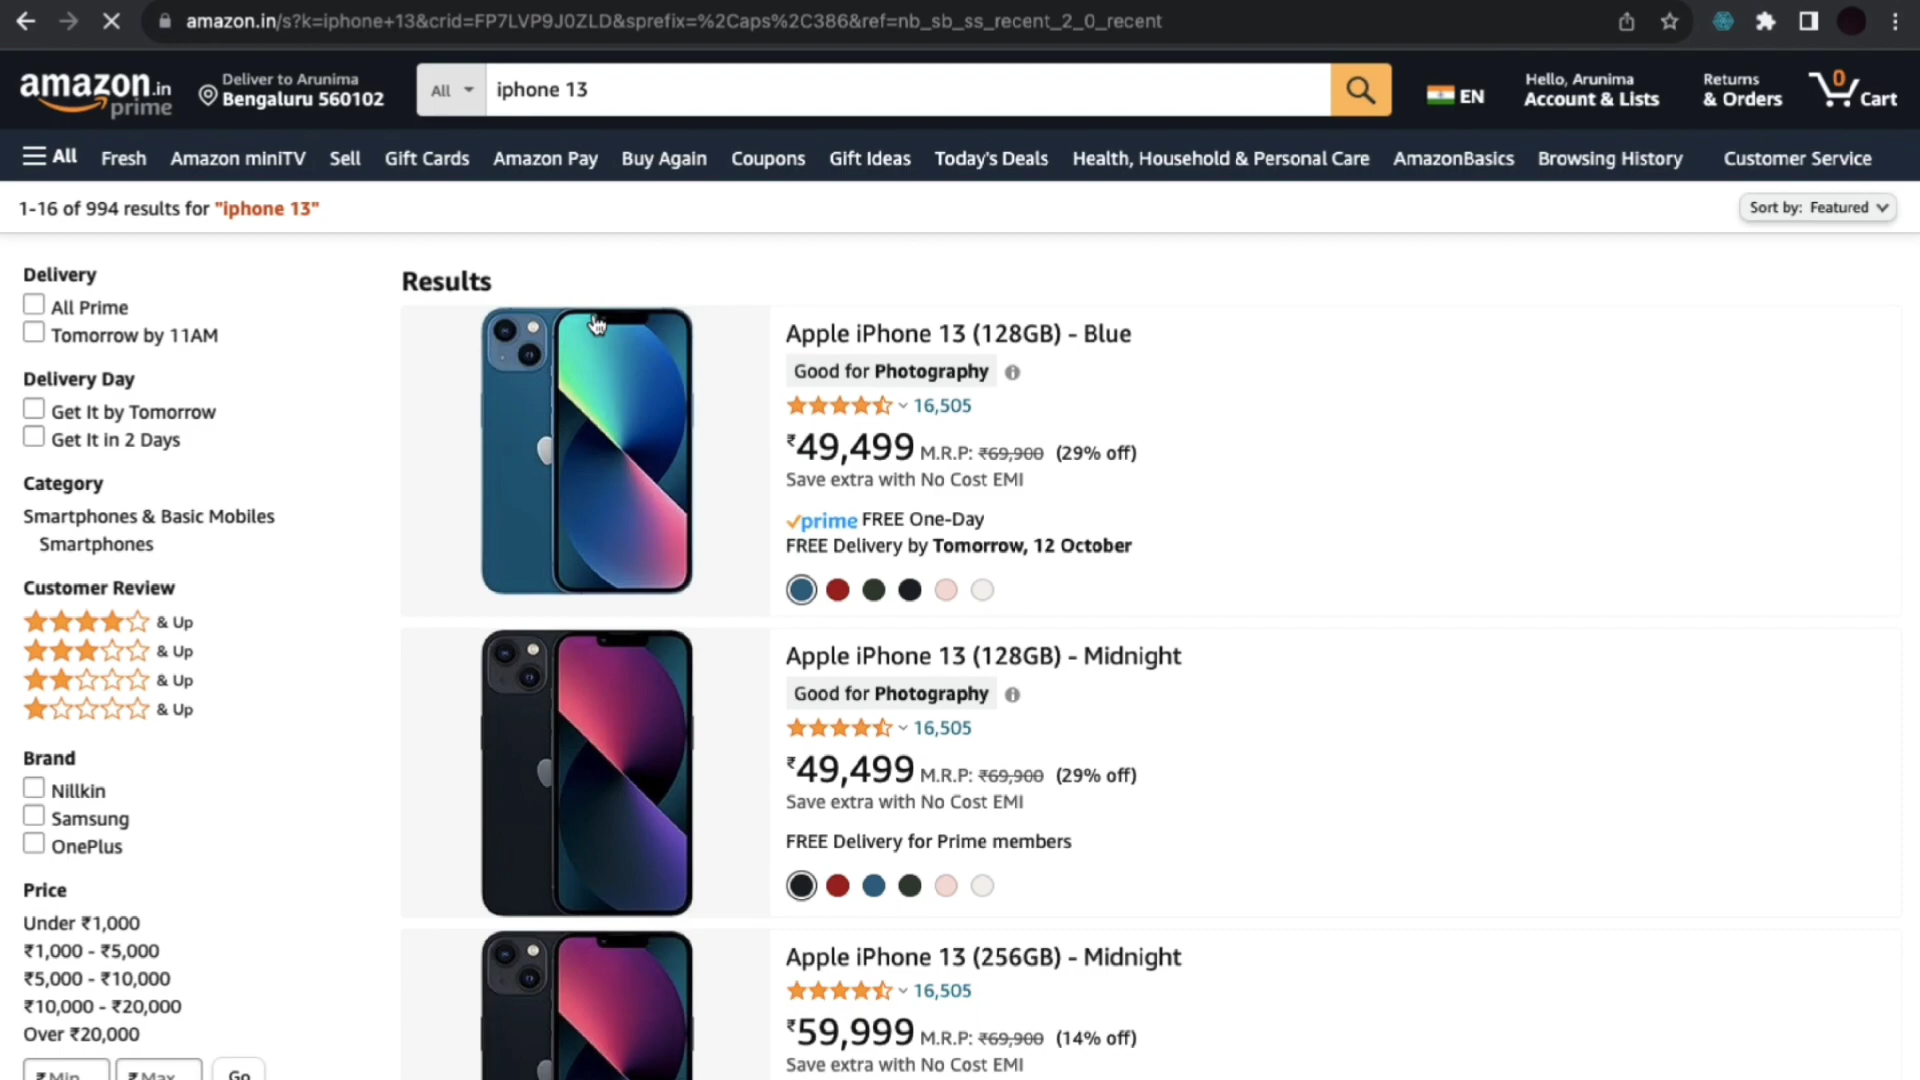 amazon.in/s?k=iphone+13&crid=FP7LVP9J0ZLD&sprefix=%2Caps%2C386&ref=nb_sb_ss_recent_2_0_recent
amazon.in
prime
Deliver to Arunima
Bengaluru 560102
All
iphone 13
EN
Hello, Arunima
Account & Lists
Returns
& Orders
0
Cart
All
Fresh
Amazon miniTV
Sell
Gift Cards
Amazon Pay
Buy Again
Coupons
Gift Ideas
Today's Deals
Health, Household & Personal Care
AmazonBasics
Browsing History
Customer Service
1-16 of 994 results for "iphone 13"
Sort by: Featured
Delivery
All Prime
Tomorrow by 11AM
Delivery Day
Get It by Tomorrow
Get It in 2 Days
Category
Smartphones & Basic Mobiles
Smartphones
Customer Review
& Up
& Up
& Up
& Up
Brand
Nillkin
Samsung
OnePlus
Price
Under ₹1,000
₹1,000 - ₹5,000
₹5,000 - ₹10,000
₹10,000 - ₹20,000
Over ₹20,000
₹ Min
₹ Max
Go
Results
Apple iPhone 13 (128GB) - Blue
Good for Photography
16,505
₹49,499 M.R.P: ₹69,900 (29% off)
Save extra with No Cost EMI
prime FREE One-Day
FREE Delivery by Tomorrow, 12 October
Apple iPhone 13 (128GB) - Midnight
Good for Photography
16,505
₹49,499 M.R.P: ₹69,900 (29% off)
Save extra with No Cost EMI
FREE Delivery for Prime members
Apple iPhone 13 (256GB) - Midnight
16,505
₹59,999 M.R.P: ₹69,900 (14% off)
Save extra with No Cost EMI